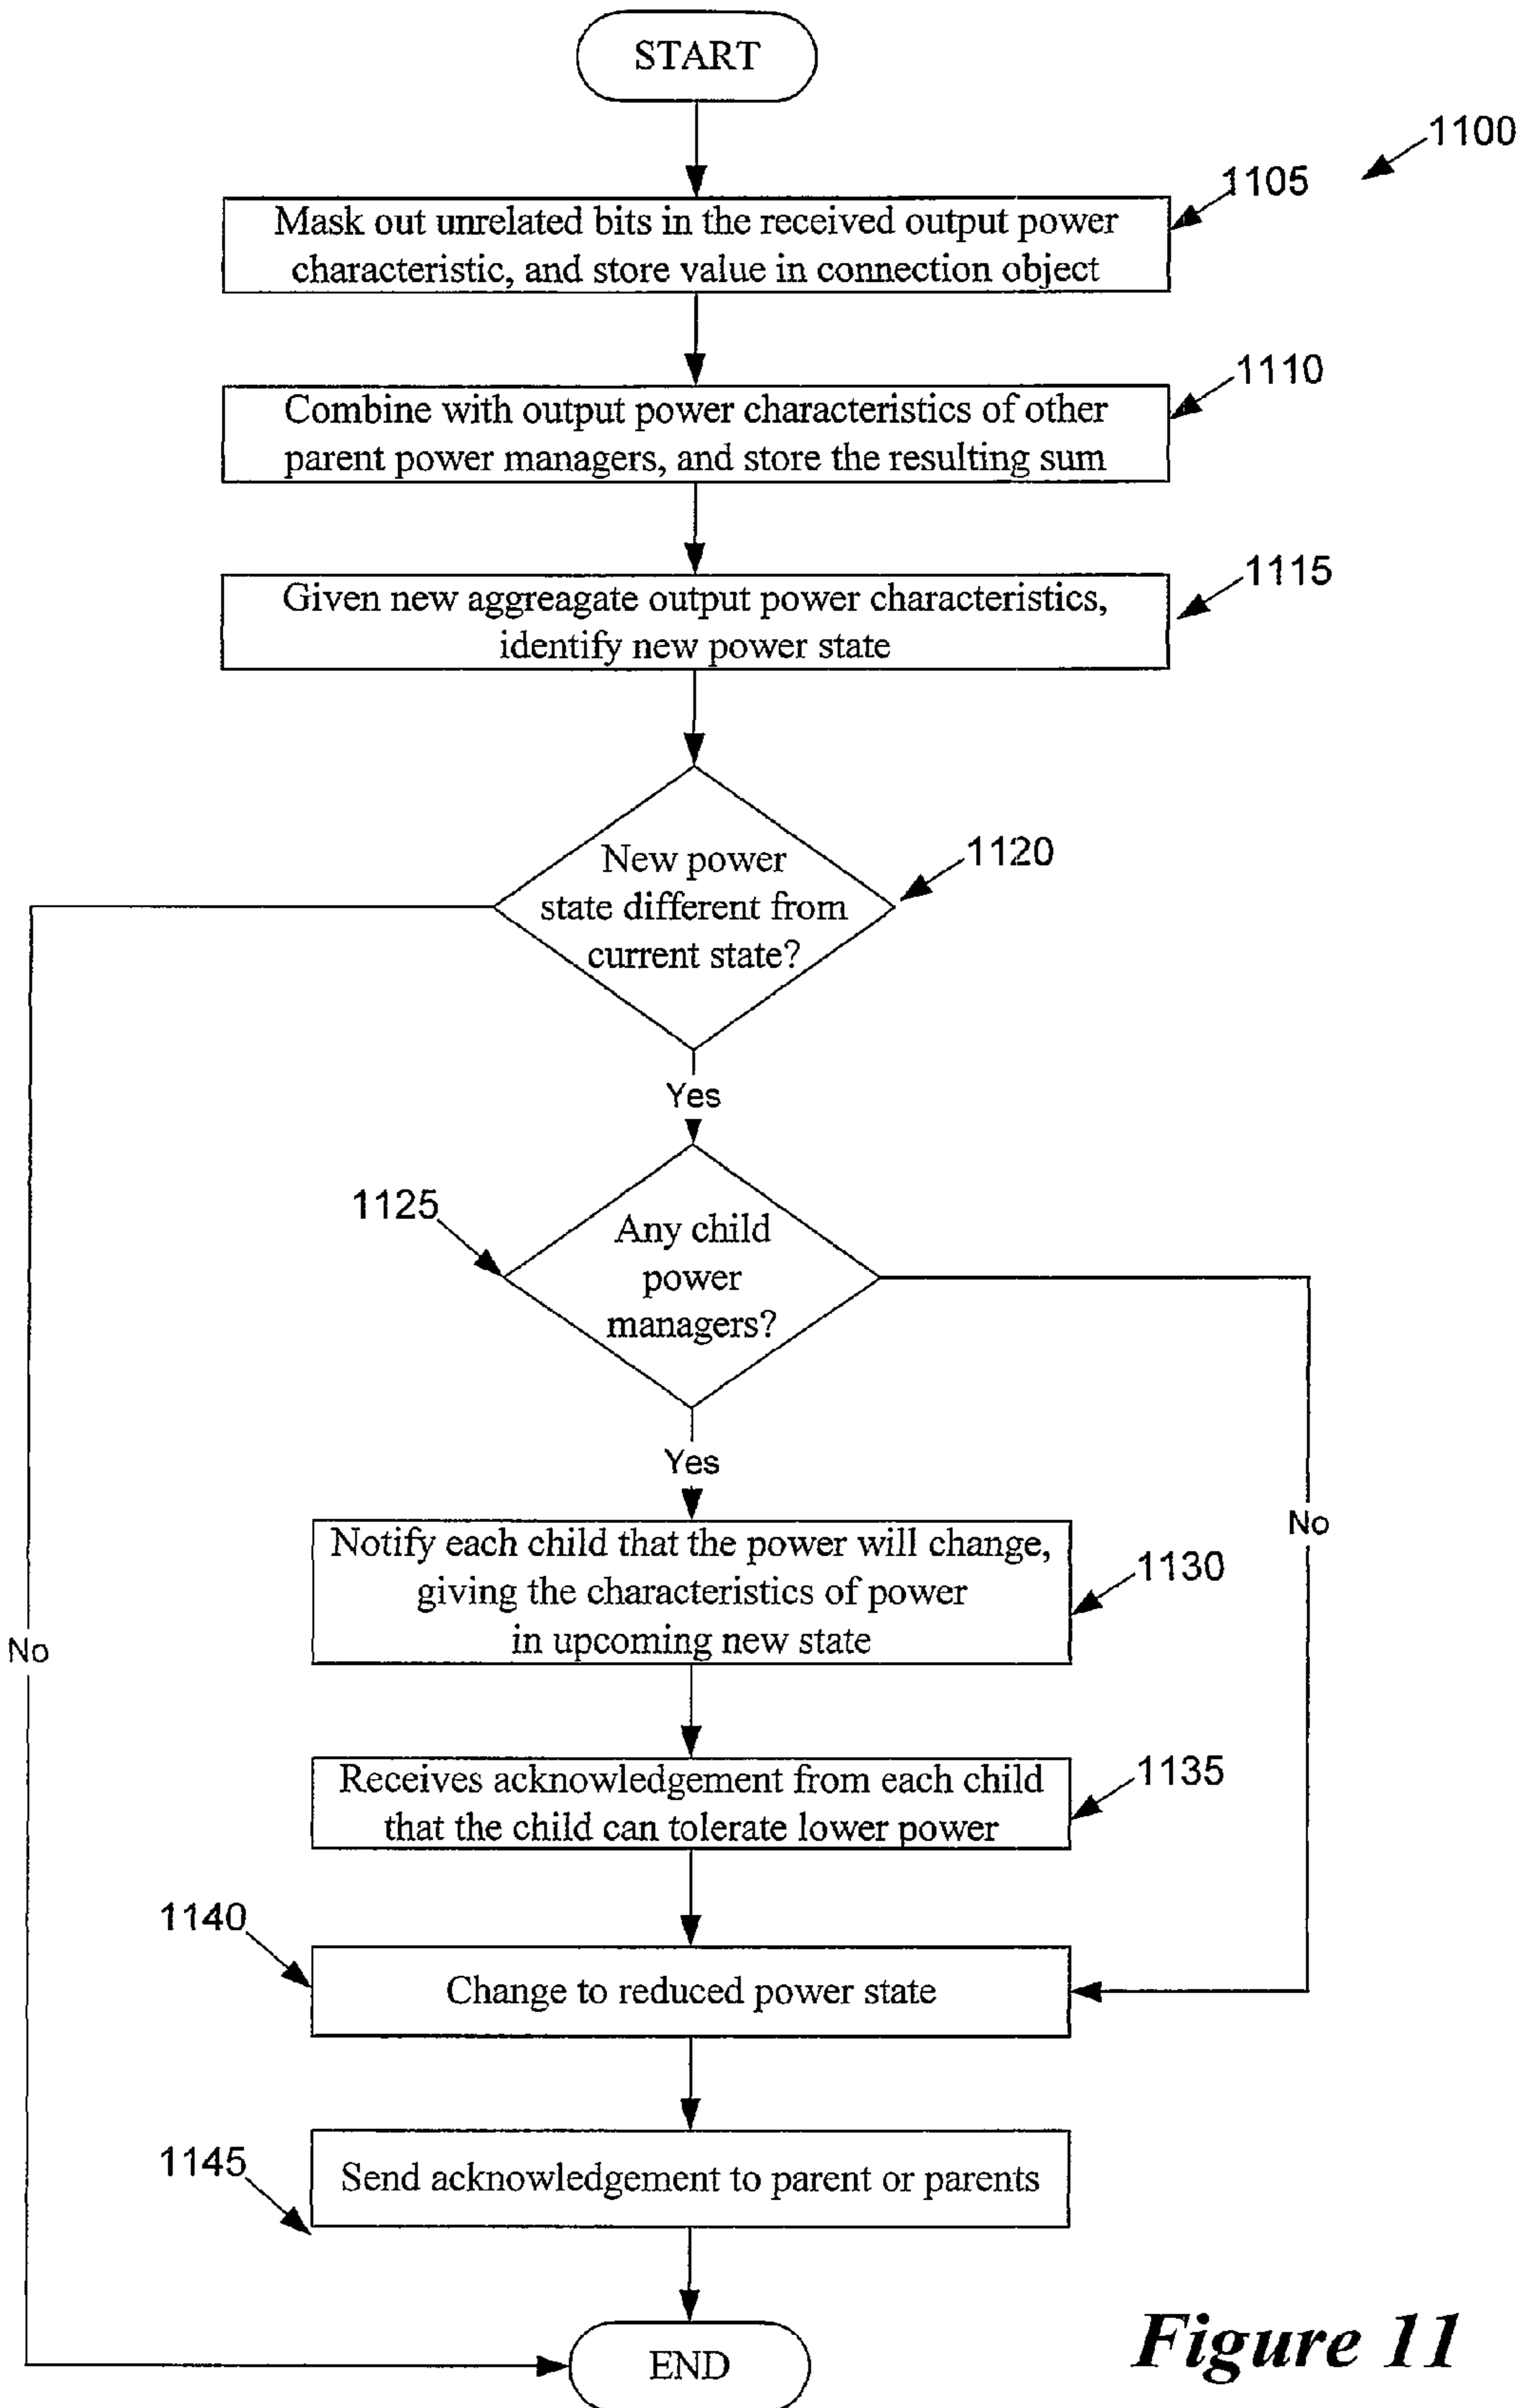 START
1100
1105
Mask out unrelated bits in the received output power
characteristic, and store value in connection object
1110
Combine with output power characteristics of other
parent power managers, and store the resulting sum
1115
Given new aggreagate output power characteristics,
identify new power state
1120
New power
state different from
current state?
Yes
1125
Any child
power
managers?
Yes
No
1130
Notify each child that the power will change,
giving the characteristics of power
in upcoming new state
No
1135
Receives acknowledgement from each child
that the child can tolerate lower power
1140
Change to reduced power state
1145
Send acknowledgement to parent or parents
END
Figure 11